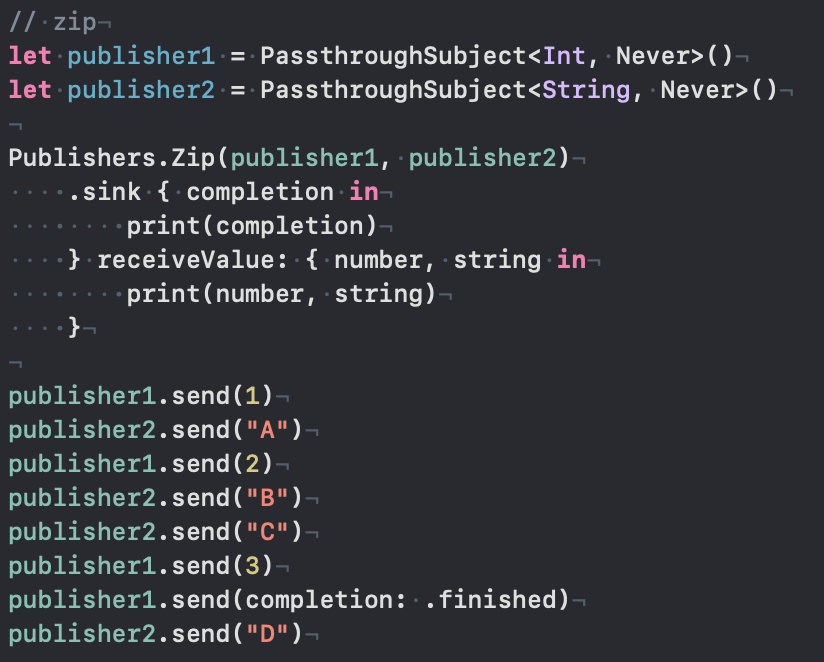 // zip
let publisher1 = PassthroughSubject<Int, Never>()
let publisher2 = PassthroughSubject<String, Never>()

Publishers.Zip(publisher1, publisher2)
    .sink { completion in
        print(completion)
    } receiveValue: { number, string in
        print(number, string)
    }

publisher1.send(1)
publisher2.send("A")
publisher1.send(2)
publisher2.send("B")
publisher2.send("C")
publisher1.send(3)
publisher1.send(completion: .finished)
publisher2.send("D")